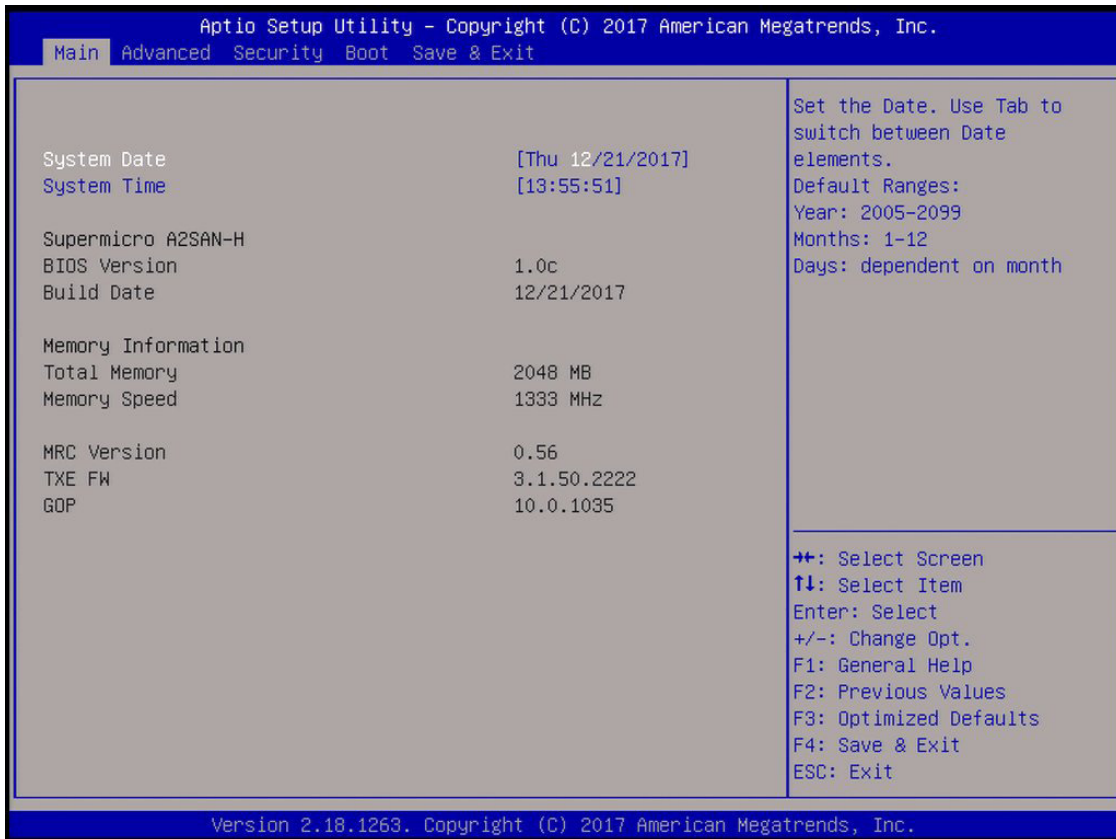 Aptio Setup Utility – Copyright (C) 2017 American Megatrends, Inc.
Main Advanced Security Boot Save & Exit
System Date [Thu 12/21/2017]
System Time [13:55:51]
Supermicro A2SAN-H
BIOS Version 1.0c
Build Date 12/21/2017
Memory Information
Total Memory 2048 MB
Memory Speed 1333 MHz
MRC Version 0.56
TXE FW 3.1.50.2222
GOP 10.0.1035
Set the Date. Use Tab to
switch between Date
elements.
Default Ranges:
Year: 2005-2099
Months: 1-12
Days: dependent on month
→←: Select Screen
↑↓: Select Item
Enter: Select
+/-: Change Opt.
F1: General Help
F2: Previous Values
F3: Optimized Defaults
F4: Save & Exit
ESC: Exit
Version 2.18.1263. Copyright (C) 2017 American Megatrends, Inc.